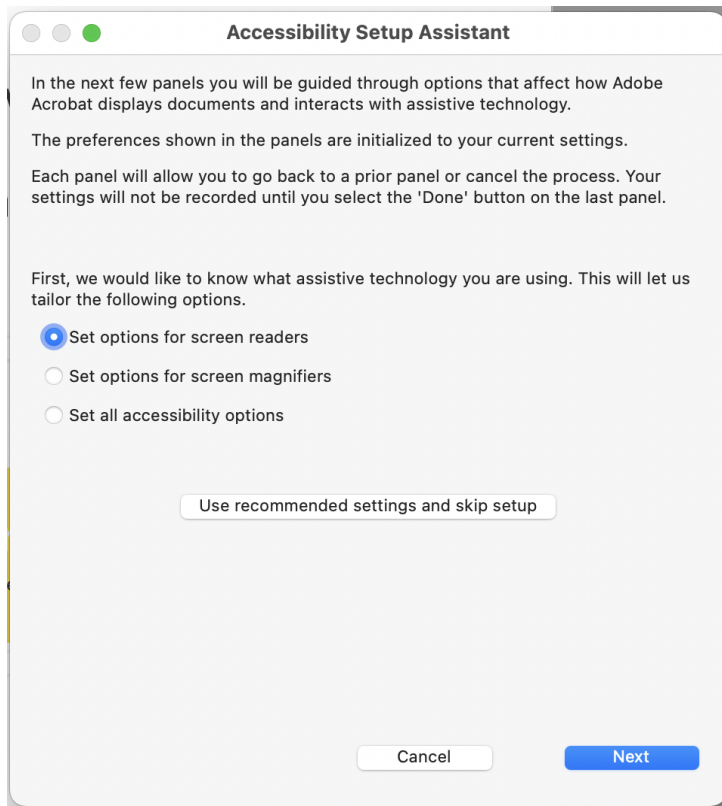 Accessibility Setup Assistant
In the next few panels you will be guided through options that affect how Adobe
Acrobat displays documents and interacts with assistive technology.
The preferences shown in the panels are initialized to your current settings.
Each panel will allow you to go back to a prior panel or cancel the process. Your
settings will not be recorded until you select the 'Done' button on the last panel.
First, we would like to know what assistive technology you are using. This will let us
tailor the following options.
Set options for screen readers
Set options for screen magnifiers
Set all accessibility options
Use recommended settings and skip setup
Cancel
Next